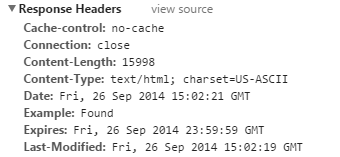 Response Headers view source
Cache-control: no-cache
Connection: close
Content-Length: 15998
Content-Type: text/html; charset=US-ASCII
Date: Fri, 26 Sep 2014 15:02:21 GMT
Example: Found
Expires: Fri, 26 Sep 2014 23:59:59 GMT
Last-Modified: Fri, 26 Sep 2014 15:02:19 GMT